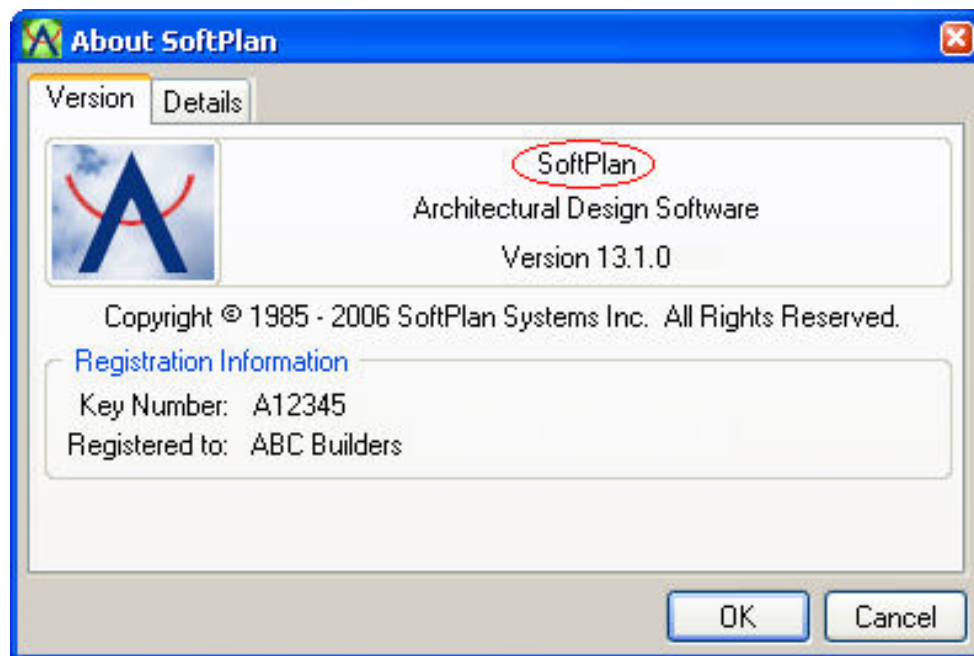 About SoftPlan
Version Details
SoftPlan
Architectural Design Software
Version 13.1.0
Copyright © 1985 - 2006 SoftPlan Systems Inc. All Rights Reserved.
Registration Information
Key Number: A12345
Registered to: ABC Builders
OK Cancel